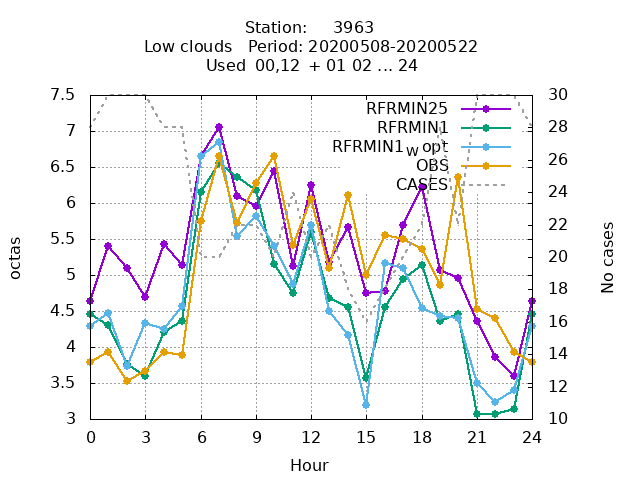 Station: 3963
Low clouds Period: 20200508-20200522
Used 00,12 + 01 02 ... 24
RFRMIN25
RFRMIN1
RFRMIN1_w opt
OBS
CASES
octas
7.5
7
6.5
6
5.5
5
4.5
4
3.5
3
30
28
26
24
22
20
18
16
14
12
10
No cases
0 3 6 9 12 15 18 21 24
Hour